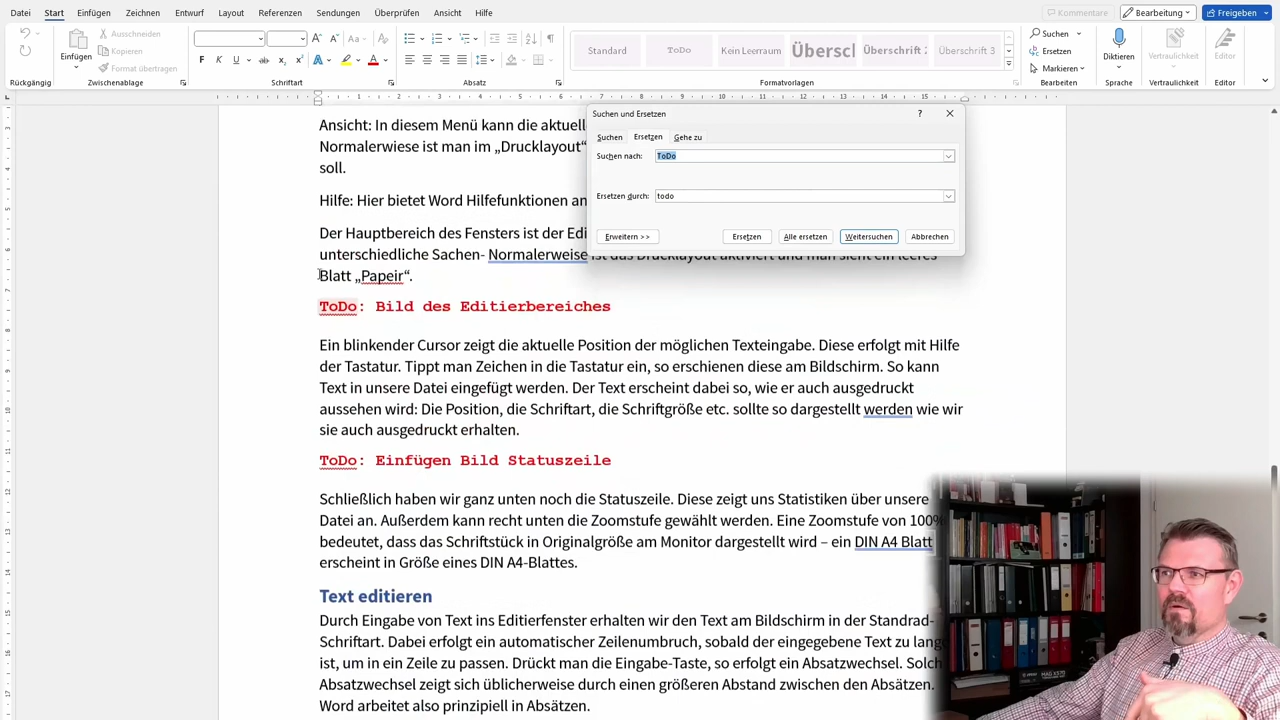 Datei Einfügen Zeichnen Entwurf Layout Referenzen Sendungen Überprüfen Ansicht Hilfe Kommentare Bearbeitung Freigeben
Start
Einfügen
Ausschneiden
Kopieren
Format übertragen
Rückgängig Zwischenablage
F K U ab x₂ x²
Schriftart
Absatz
Standard ToDo Kein Leerraum Überscl Überschrift 2 Überschrift 3
Formatvorlagen
Suchen
Ersetzen
Markieren
Bearbeiten
Diktieren
Sprache
Vertraulichkeit
Vertraulichkeit
Editor
Editor
Suchen und Ersetzen
Suchen Ersetzen Gehe zu
Suchen nach: ToDo
Ersetzen durch: todo
Erweitern >> Ersetzen Alle ersetzen Weitersuchen Abbrechen
Ansicht: In diesem Menü kann die aktuelle
Normalerwiese ist man im „Drucklayout“
soll.
Hilfe: Hier bietet Word Hilfefunktionen an
Der Hauptbereich des Fensters ist der Edi
unterschiedliche Sachen- Normalerweise ist das Drucklayout aktiviert und man sieht ein leeres
Blatt „Papeir“.
ToDo: Bild des Editierbereiches
Ein blinkender Cursor zeigt die aktuelle Position der möglichen Texteingabe. Diese erfolgt mit Hilfe
der Tastatur. Tippt man Zeichen in die Tastatur ein, so erschienen diese am Bildschirm. So kann
Text in unsere Datei eingefügt werden. Der Text erscheint dabei so, wie er auch ausgedruckt
aussehen wird: Die Position, die Schriftart, die Schriftgröße etc. sollte so dargestellt werden wie wir
sie auch ausgedruckt erhalten.
ToDo: Einfügen Bild Statuszeile
Schließlich haben wir ganz unten noch die Statuszeile. Diese zeigt uns Statistiken über unsere
Datei an. Außerdem kann recht unten die Zoomstufe gewählt werden. Eine Zoomstufe von 100%
bedeutet, dass das Schriftstück in Originalgröße am Monitor dargestellt wird – ein DIN A4 Blatt
erscheint in Größe eines DIN A4-Blattes.
Text editieren
Durch Eingabe von Text ins Editierfenster erhalten wir den Text am Bildschirm in der Standrad-
Schriftart. Dabei erfolgt ein automatischer Zeilenumbruch, sobald der eingegebene Text zu lange
ist, um in ein Zeile zu passen. Drückt man die Eingabe-Taste, so erfolgt ein Absatzwechsel. Solch
Absatzwechsel zeigt sich üblicherweise durch einen größeren Abstand zwischen den Absätzen.
Word arbeitet also prinzipiell in Absätzen.